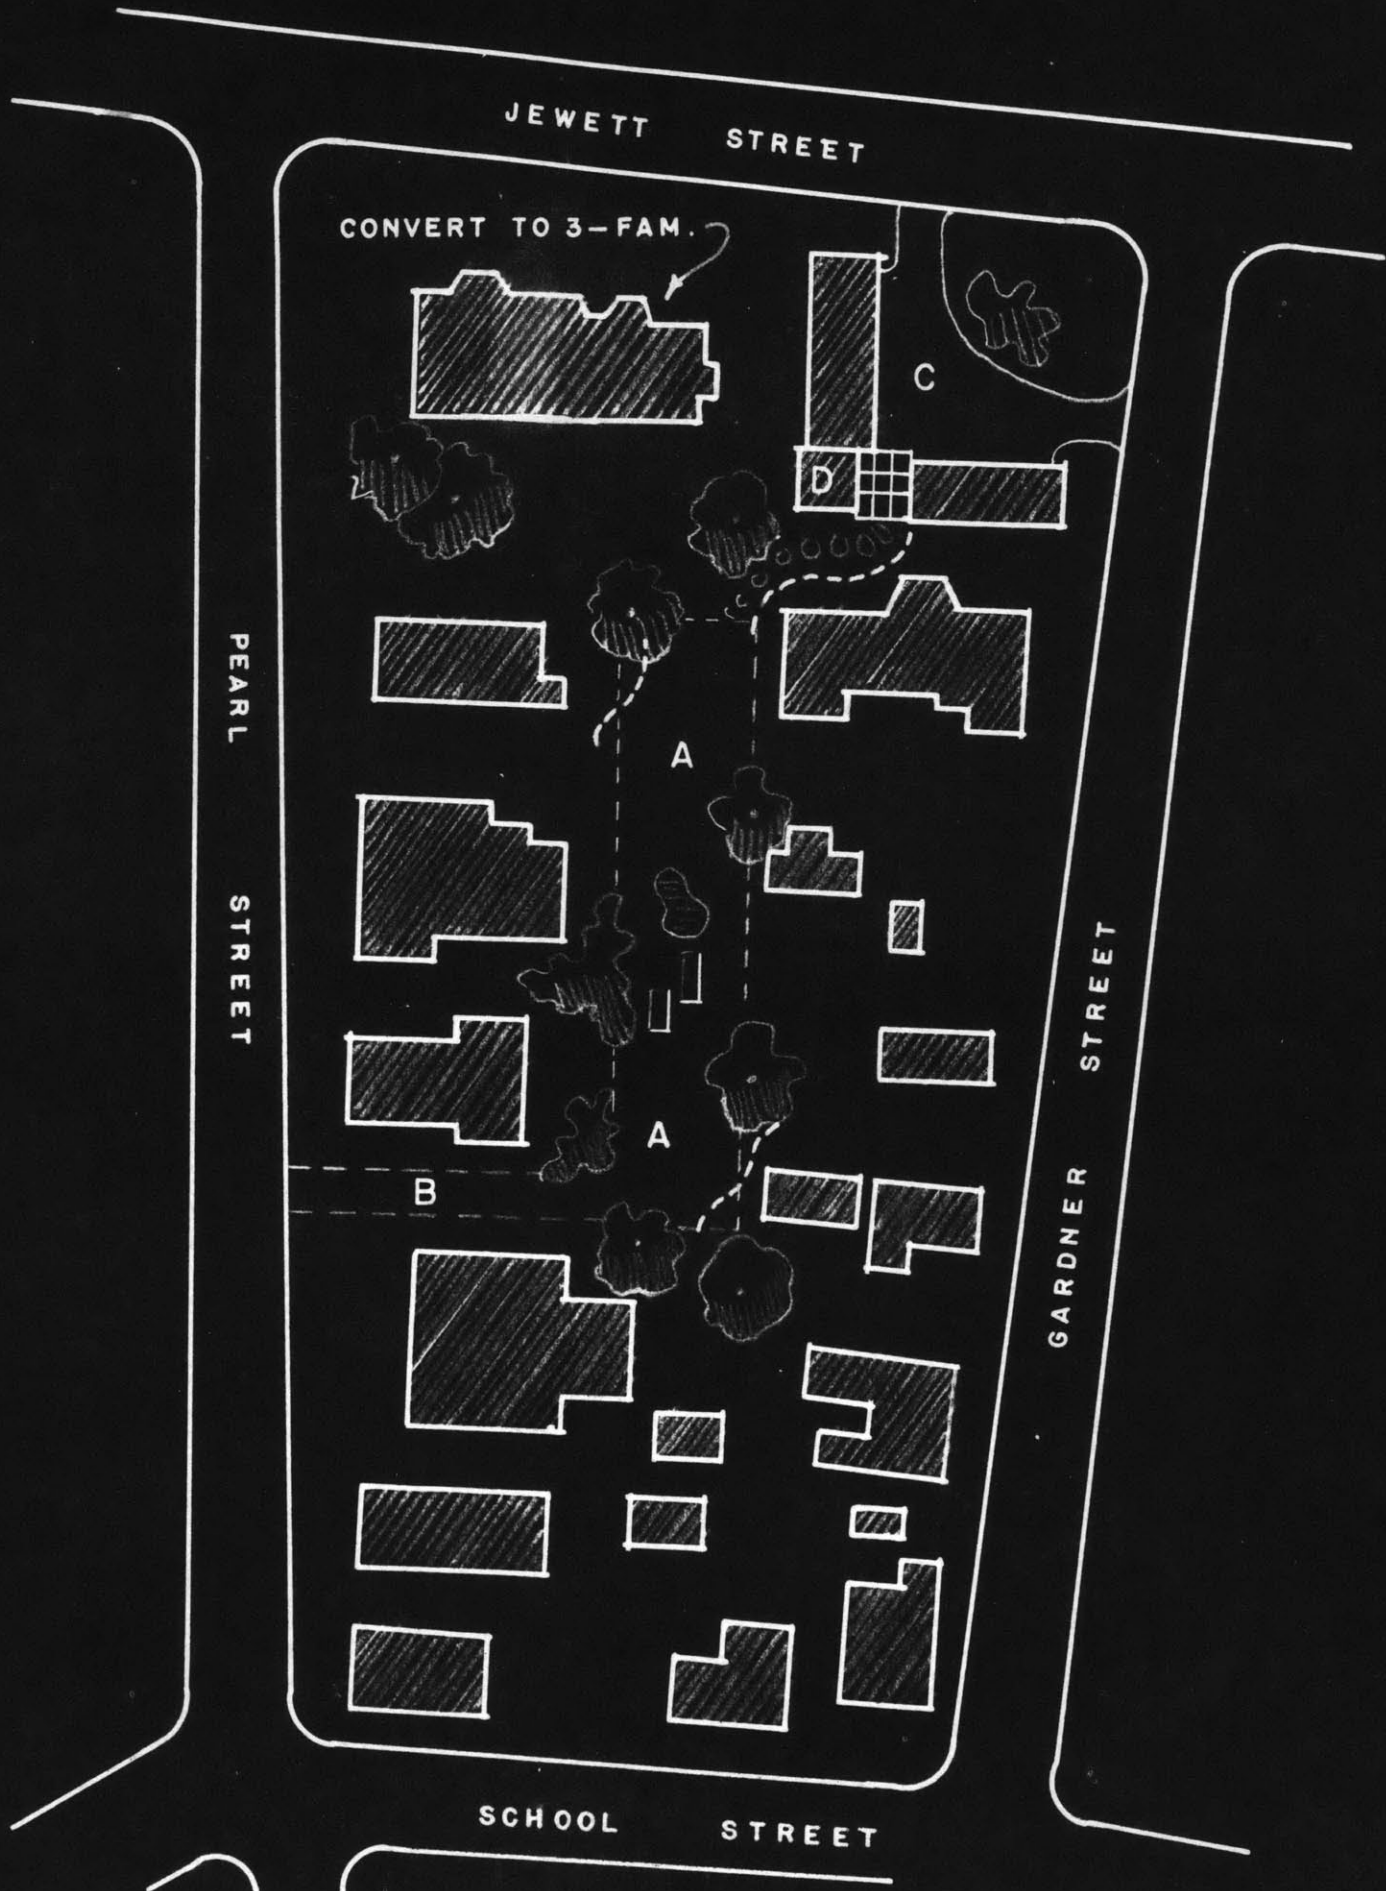 JEWETT STREET
CONVERT TO 3-FAM.
C
D
PEARL STREET
A
A
B
GARDNER STREET
SCHOOL STREET